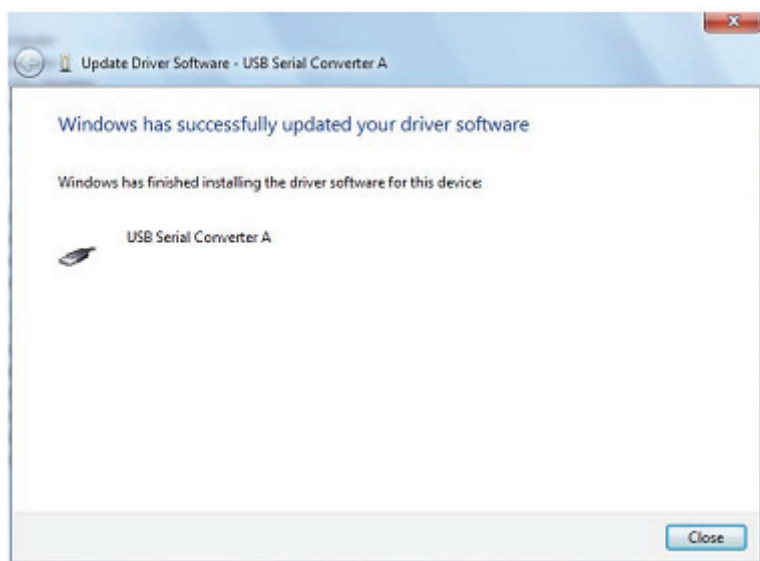 Update Driver Software - USB Serial Converter A
Windows has successfully updated your driver software
Windows has finished installing the driver software for this device:
USB Serial Converter A
Close